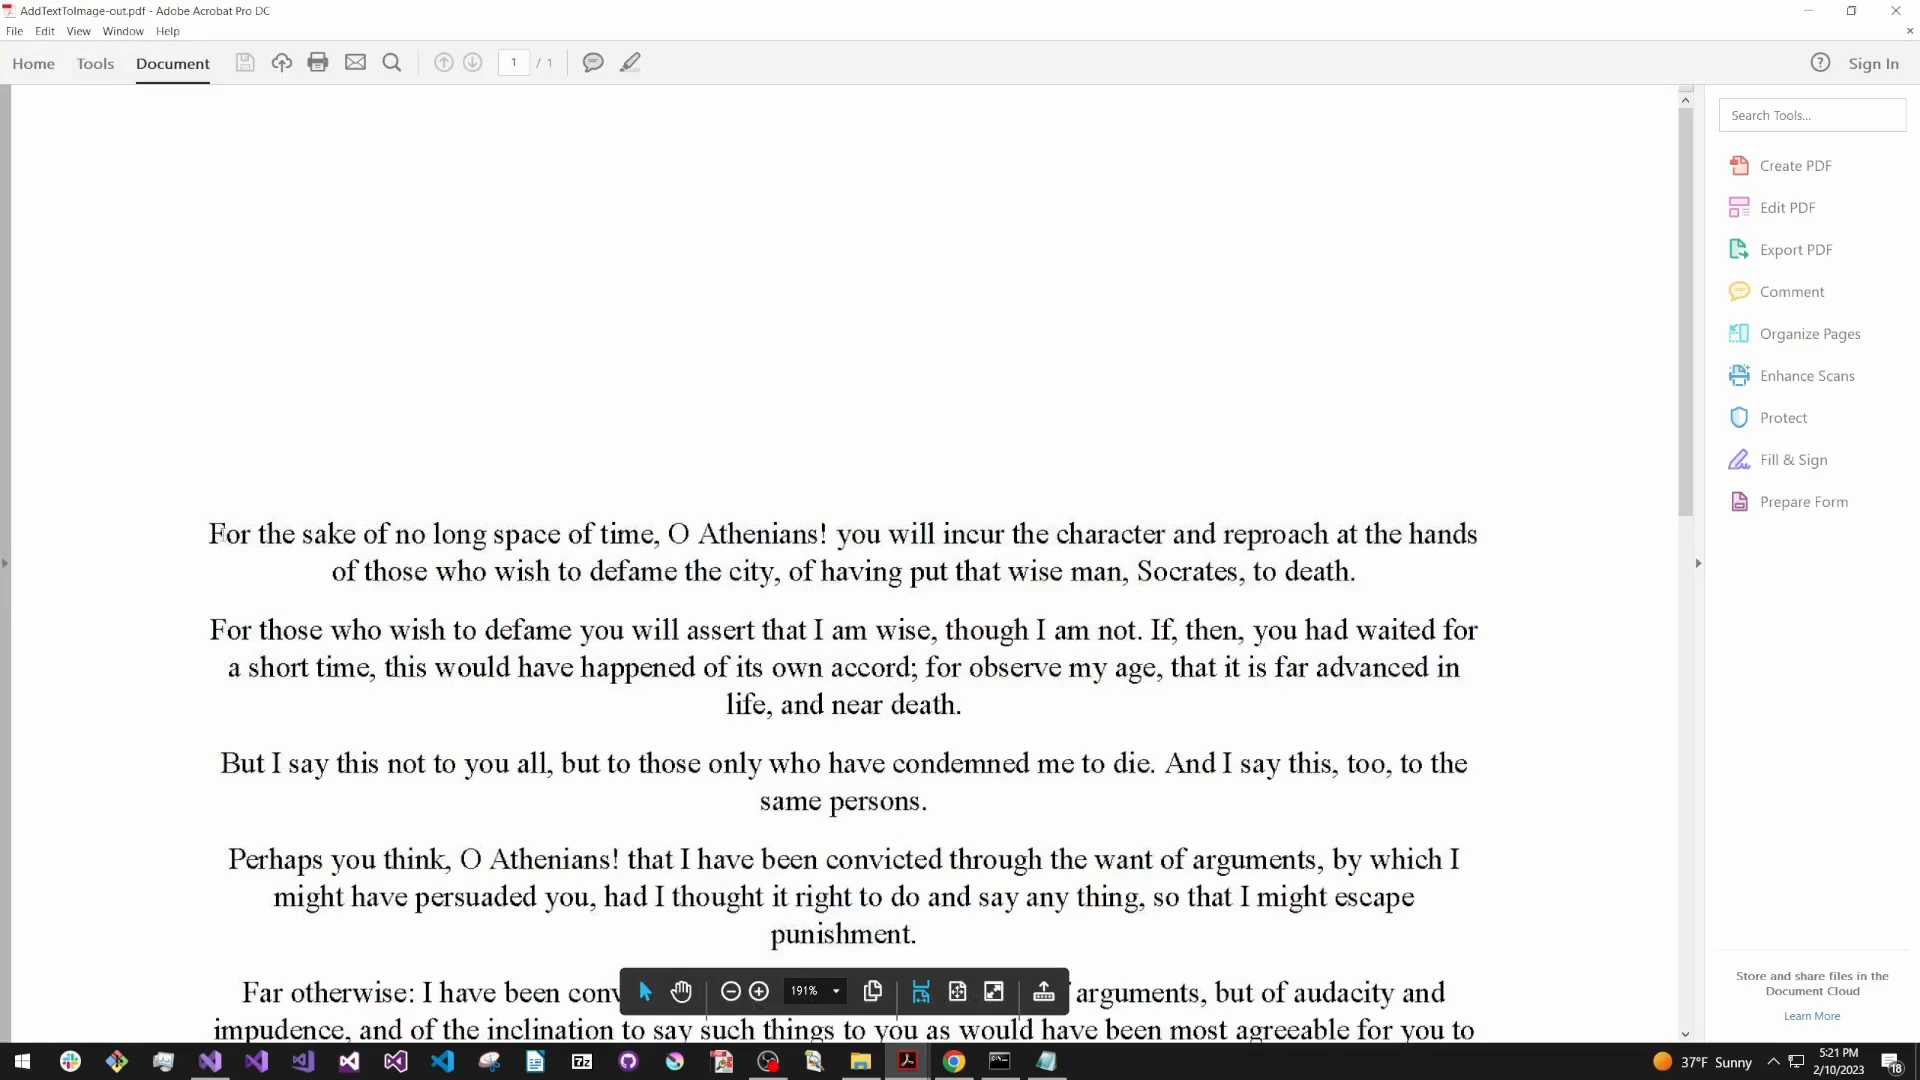 AddTextToImage-out.pdf - Adobe Acrobat Pro DC
File Edit View Window Help
Home Tools Document 1 / 1 Sign In
Search Tools...
Create PDF
Edit PDF
Export PDF
Comment
Organize Pages
Enhance Scans
Protect
Fill & Sign
Prepare Form
Store and share files in the
Document Cloud
Learn More
For the sake of no long space of time, O Athenians! you will incur the character and reproach at the hands
of those who wish to defame the city, of having put that wise man, Socrates, to death.
For those who wish to defame you will assert that I am wise, though I am not. If, then, you had waited for
a short time, this would have happened of its own accord; for observe my age, that it is far advanced in
life, and near death.
But I say this not to you all, but to those only who have condemned me to die. And I say this, too, to the
same persons.
Perhaps you think, O Athenians! that I have been convicted through the want of arguments, by which I
might have persuaded you, had I thought it right to do and say any thing, so that I might escape
punishment.
Far otherwise: I have been conv arguments, but of audacity and
impudence, and of the inclination to say such things to you as would have been most agreeable for you to
191%
7z
37°F Sunny
5:21 PM
2/10/2023
18